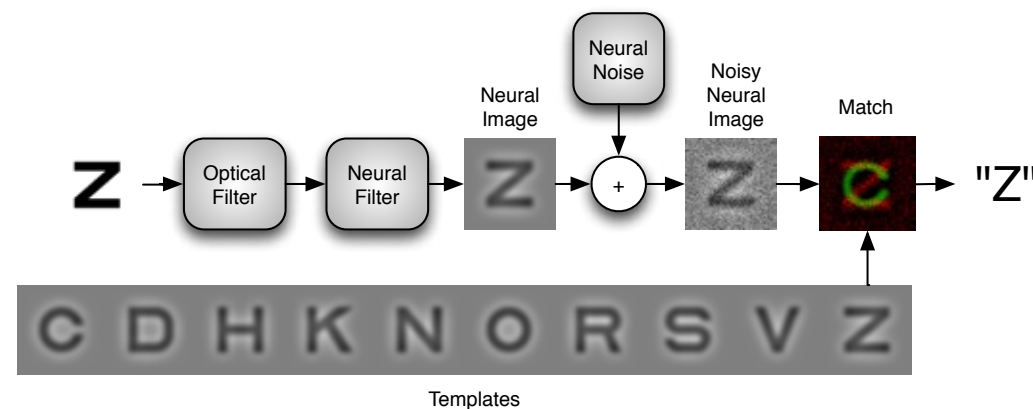 Neural
Noise
Neural
Image
Noisy
Neural
Image
Match
Z
Optical
Filter
Neural
Filter
Z
+
Z
C
"Z"
C D H K N O R S V Z
Templates